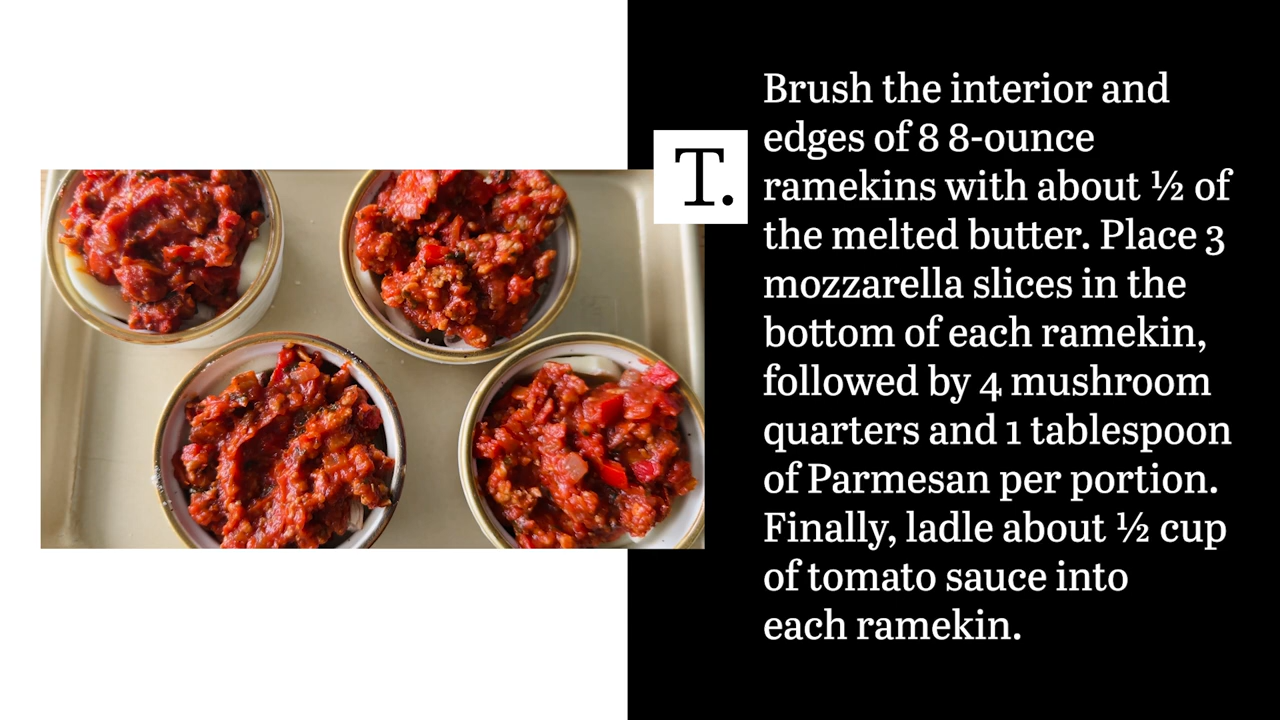 T.
Brush the interior and
edges of 8 8-ounce
ramekins with about ½ of
the melted butter. Place 3
mozzarella slices in the
bottom of each ramekin,
followed by 4 mushroom
quarters and 1 tablespoon
of Parmesan per portion.
Finally, ladle about ½ cup
of tomato sauce into
each ramekin.